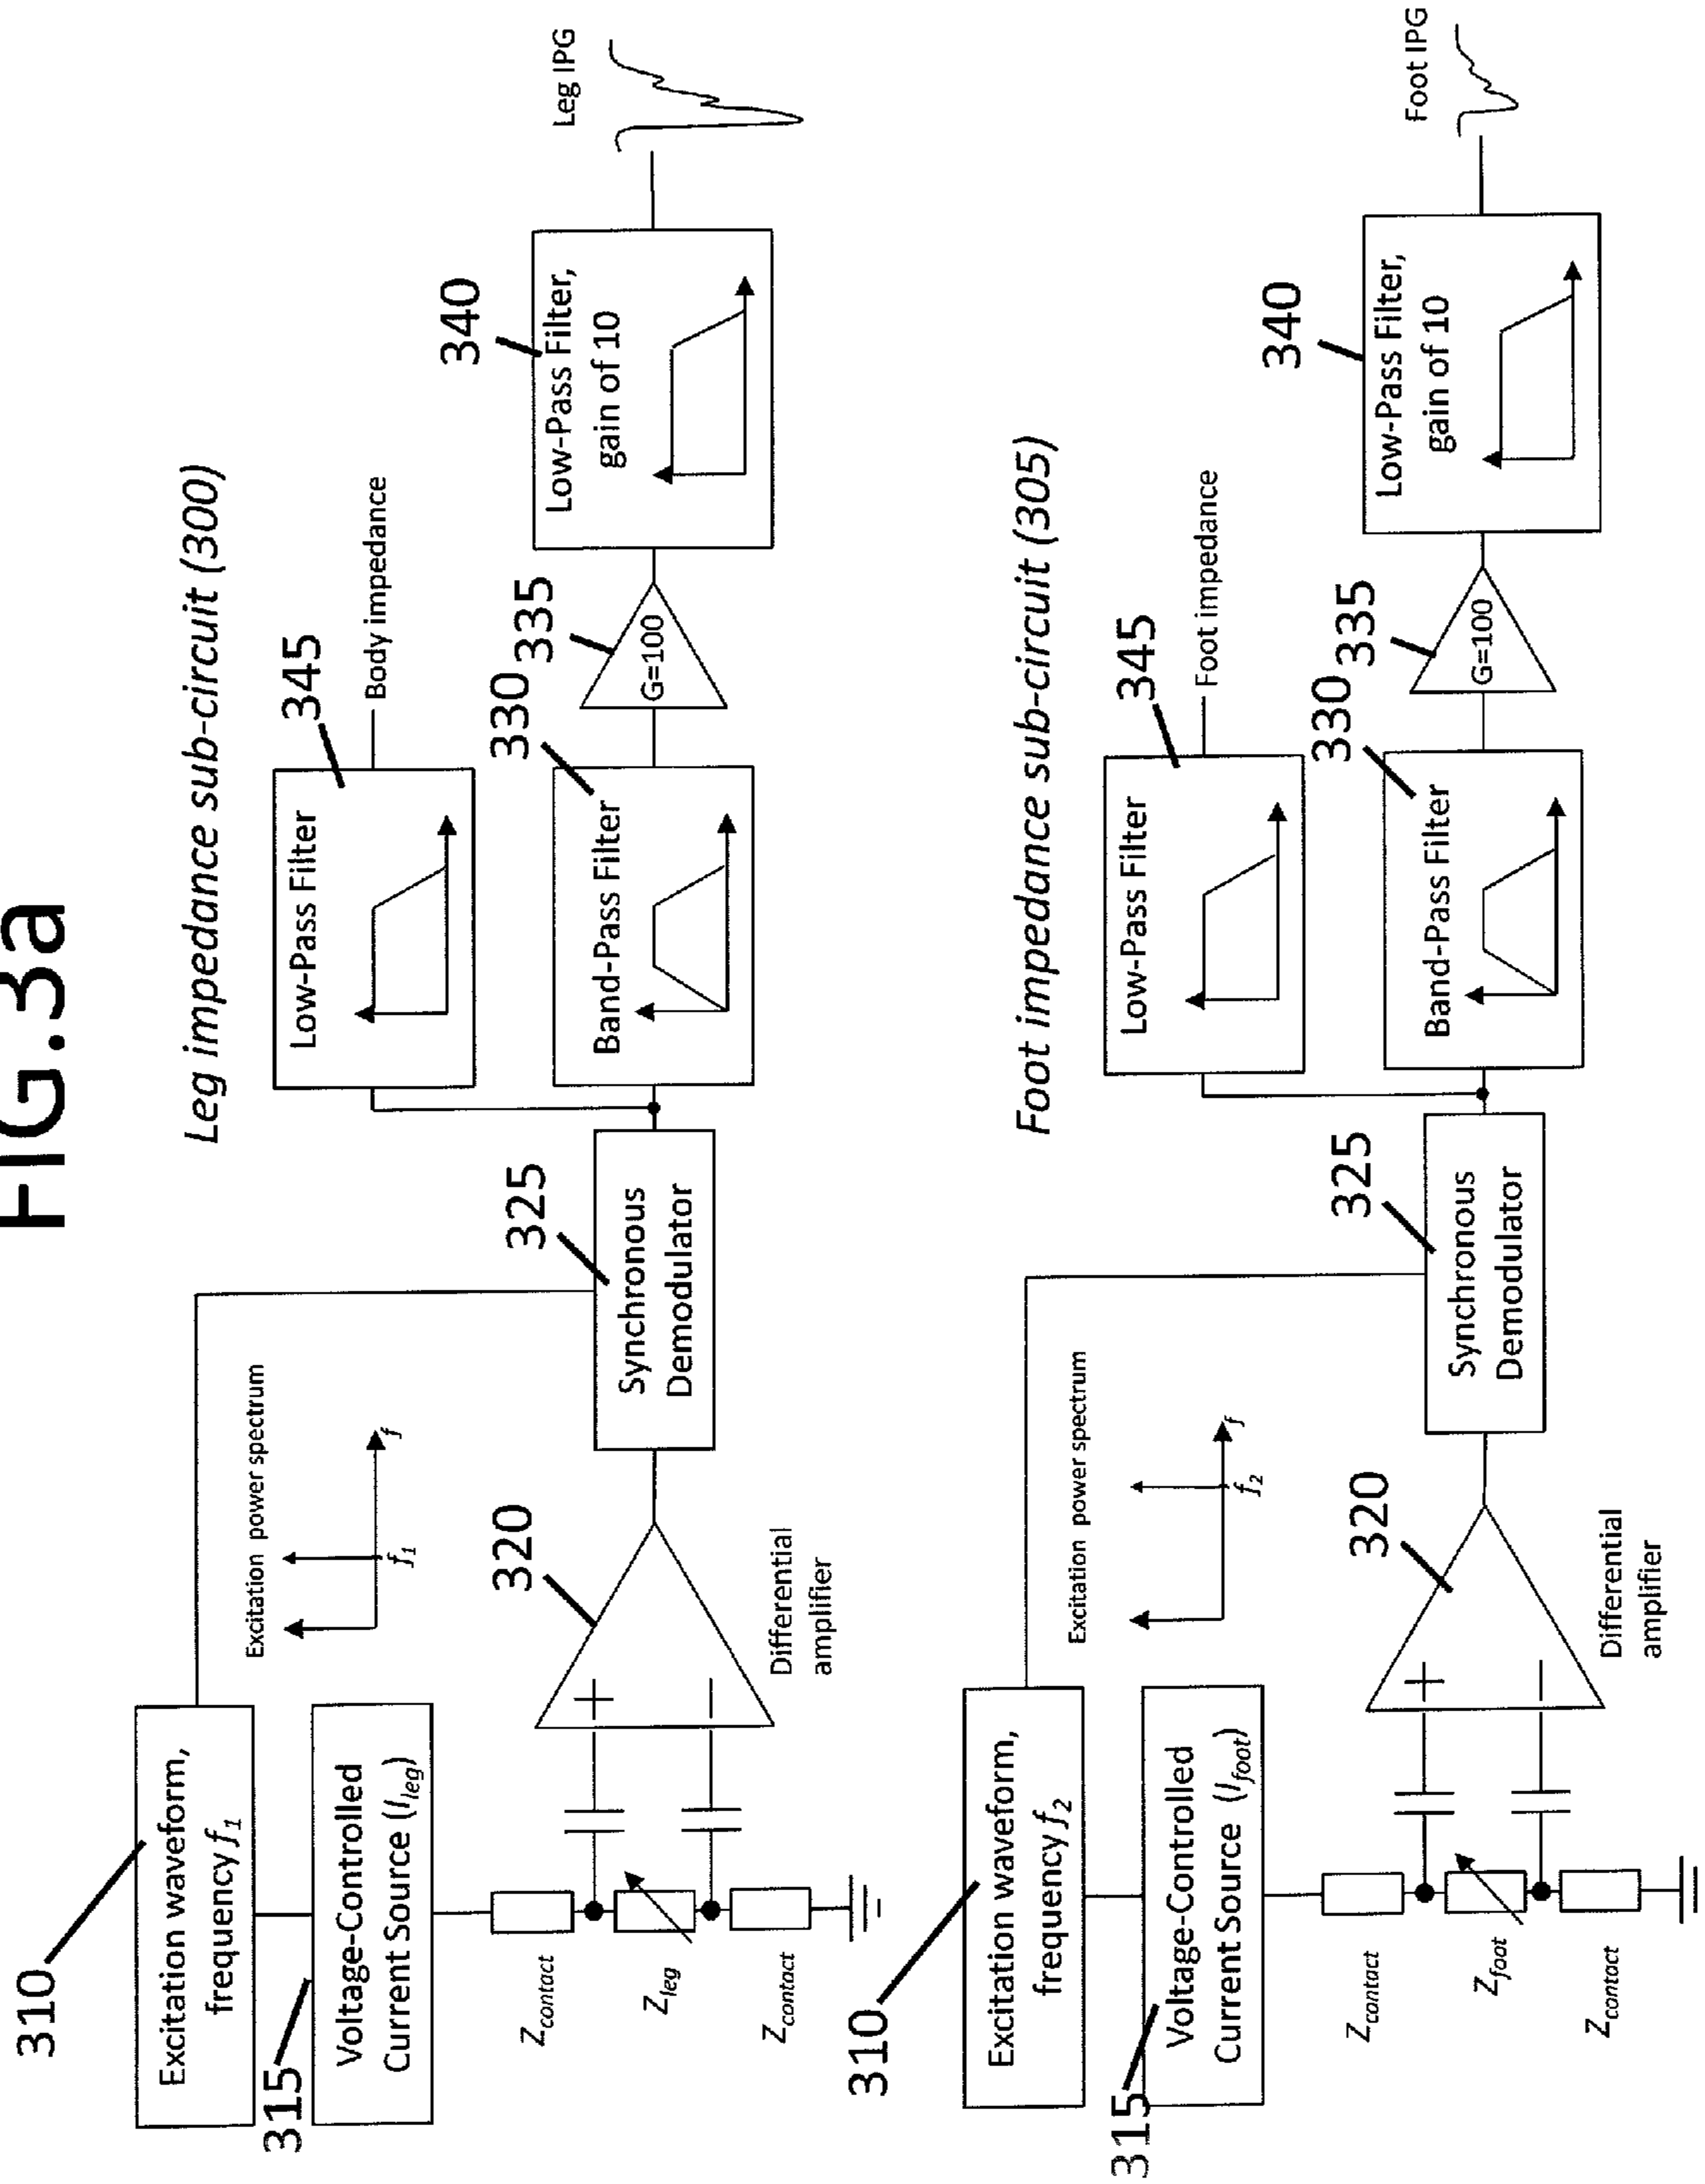 FIG.3a
Leg impedance sub-circuit (300)
310
Excitation waveform,
frequency f1
315
Voltage-Controlled
Current Source (Ileg)
Excitation power spectrum
f
f1
Zcontact
Zleg
Zcontact
320
+
−
Differential
amplifier
325
Synchronous
Demodulator
345
Low-Pass Filter
Body impedance
330
Band-Pass Filter
335
G=100
340
Low-Pass Filter,
gain of 10
Leg IPG
Foot impedance sub-circuit (305)
310
Excitation waveform,
frequency f2
315
Voltage-Controlled
Current Source (Ifoot)
Excitation power spectrum
f
f2
Zcontact
Zfoot
Zcontact
320
+
−
Differential
amplifier
325
Synchronous
Demodulator
345
Low-Pass Filter
Foot impedance
330
Band-Pass Filter
335
G=100
340
Low-Pass Filter,
gain of 10
Foot IPG